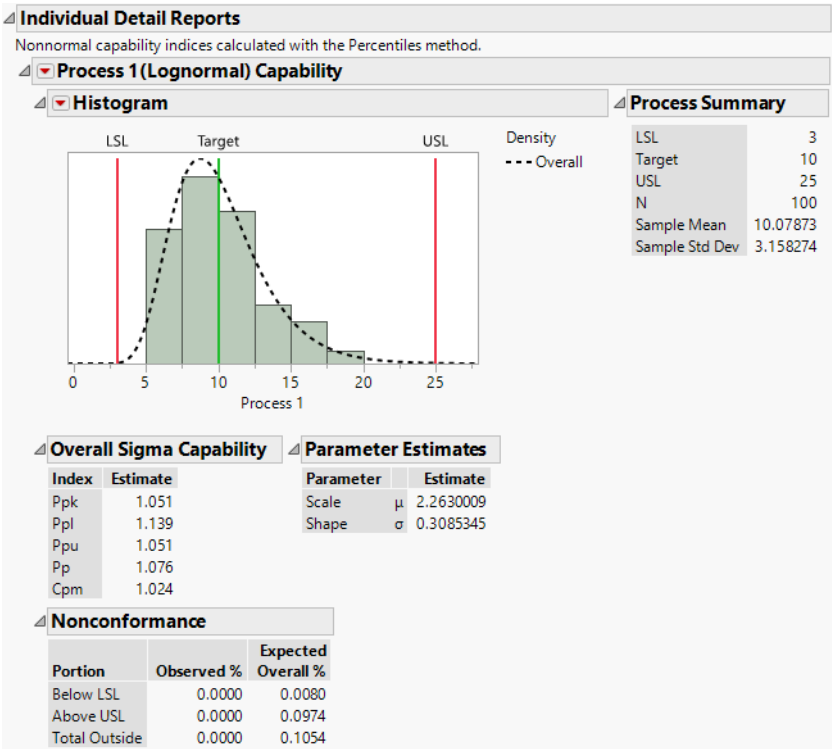 Individual Detail Reports
Nonnormal capability indices calculated with the Percentiles method.
Process 1(Lognormal) Capability
Histogram
LSL Target USL
Density
Overall
0 5 10 15 20 25
Process 1
Process Summary
LSL 3
Target 10
USL 25
N 100
Sample Mean 10.07873
Sample Std Dev 3.158274
Overall Sigma Capability
Index Estimate
Ppk 1.051
Ppl 1.139
Ppu 1.051
Pp 1.076
Cpm 1.024
Parameter Estimates
Parameter Estimate
Scale μ 2.2630009
Shape σ 0.3085345
Nonconformance
Portion Observed % Expected Overall %
Below LSL 0.0000 0.0080
Above USL 0.0000 0.0974
Total Outside 0.0000 0.1054